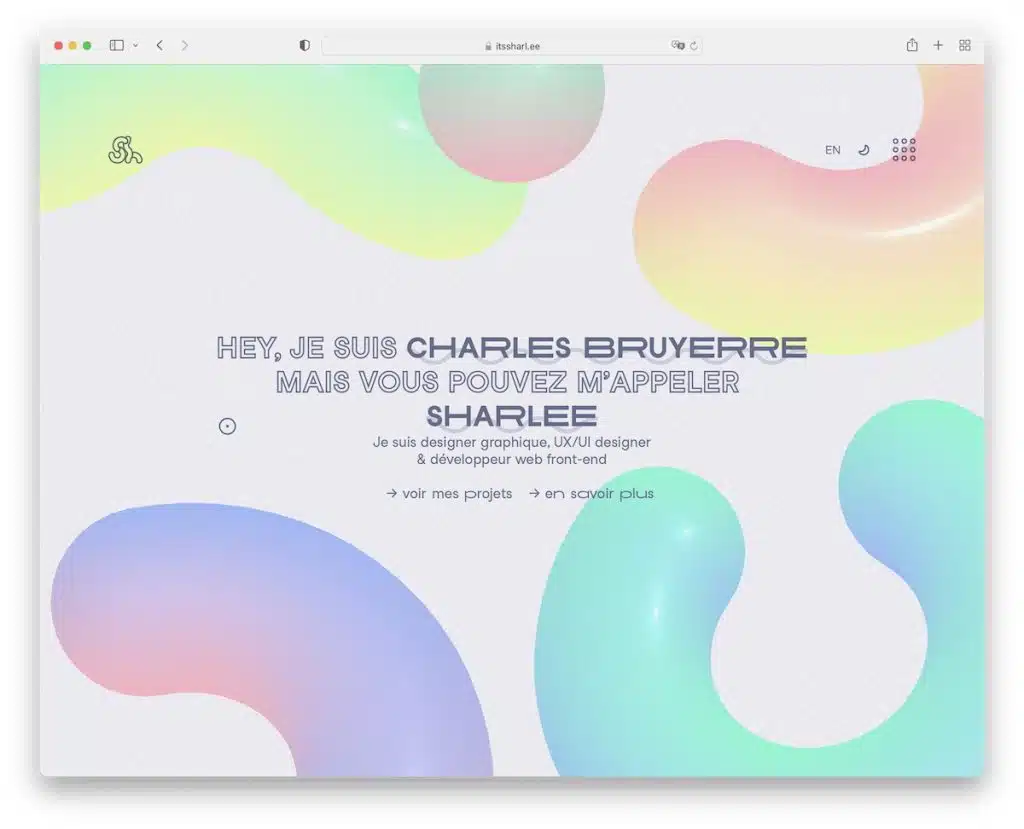 itssharl.ee
Sh
EN
HEY, JE SUIS CHARLES BRUYERRE
MAIS VOUS POUVEZ M'APPELER
SHARLEE
Je suis designer graphique, UX/UI designer
& développeur web front-end
→ voir mes projets → en savoir plus